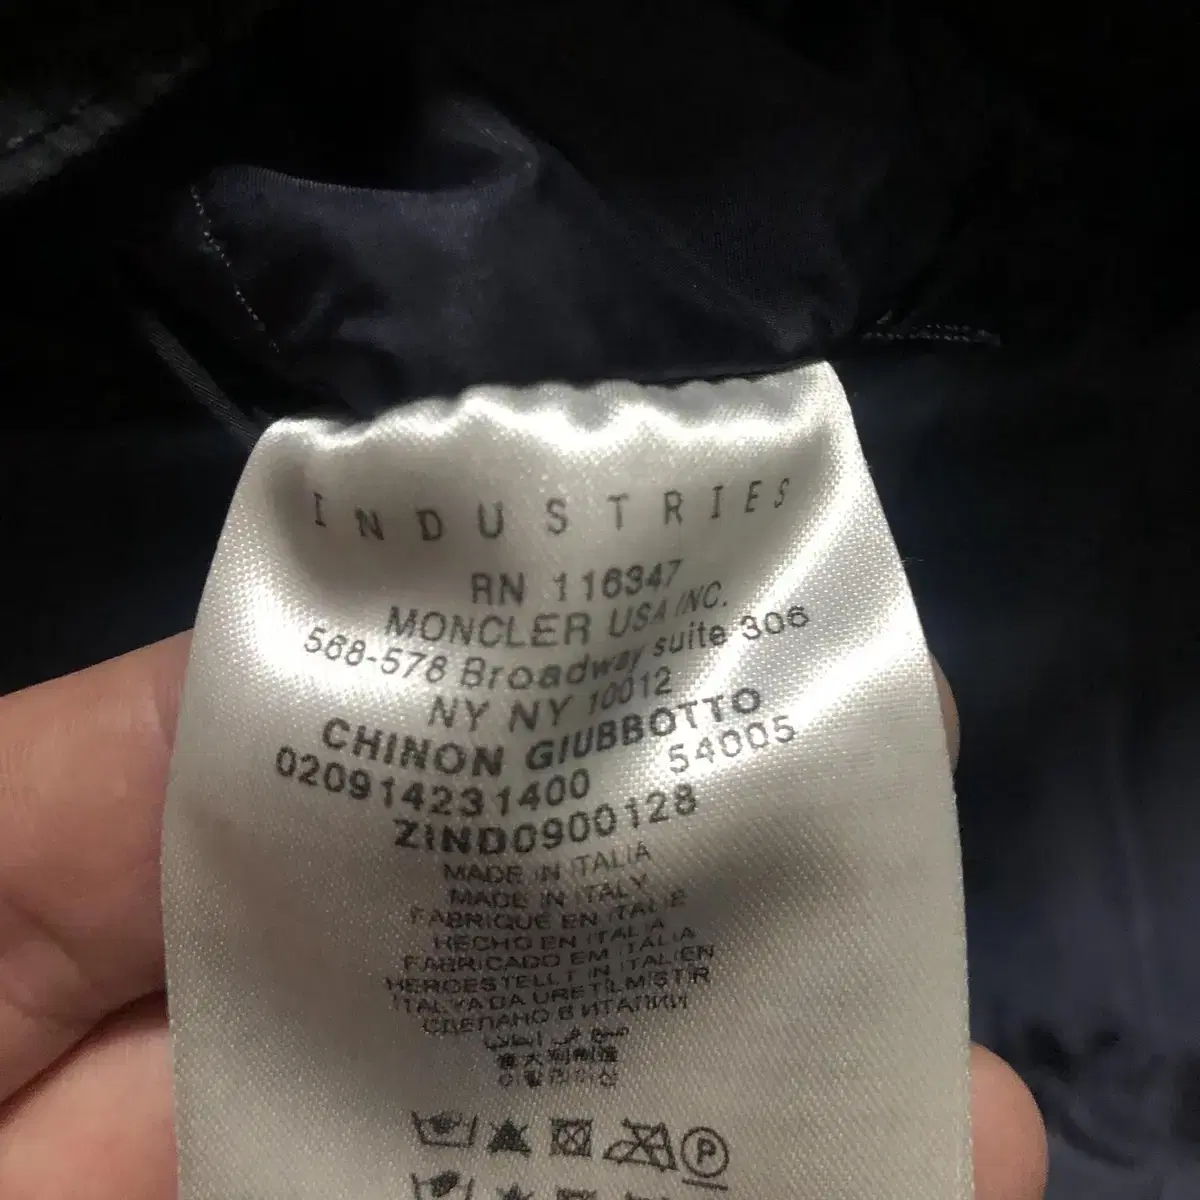 INDUSTRIES
RN 116347
MONCLER USA INC.
568-578 Broadway suite 306
NY NY 10012
CHINON GIUBBOTTO
020914231400 54005
ZIND0900128
MADE IN ITALIA
MADE IN ITALY
FABRIQUE EN ITALIE
HECHO EN ITALIA
FABRICADO EM ITALIA
HERGESTELLT IN ITALIEN
ITALYA'DA URETILMISTIR
СДЕЛАНО В ИТАЛИИ
意大利制造
P